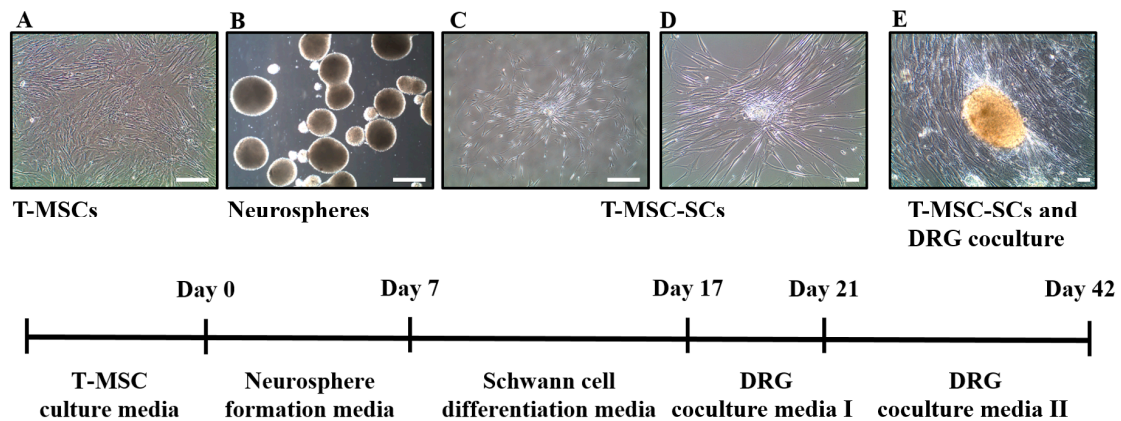 A
B
C
D
E
T-MSCs
Neurospheres
T-MSC-SCs
T-MSC-SCs and
DRG coculture
Day 0
Day 7
Day 17
Day 21
Day 42
T-MSC
culture media
Neurosphere
formation media
Schwann cell
differentiation media
DRG
coculture media I
DRG
coculture media II